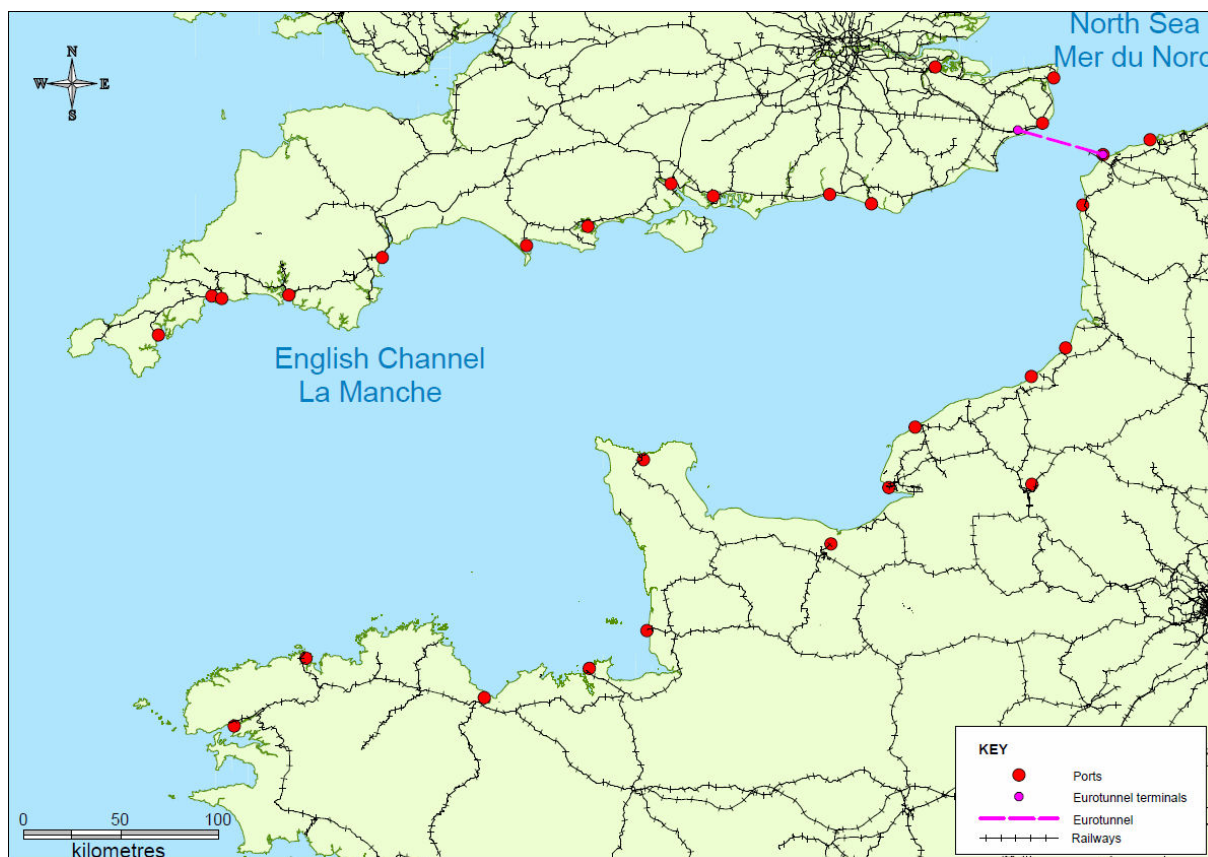 North Sea
Mer du Nord
N
W E
S
English Channel
La Manche
KEY
Ports
Eurotunnel terminals
Eurotunnel
Railways
0 50 100
kilometres